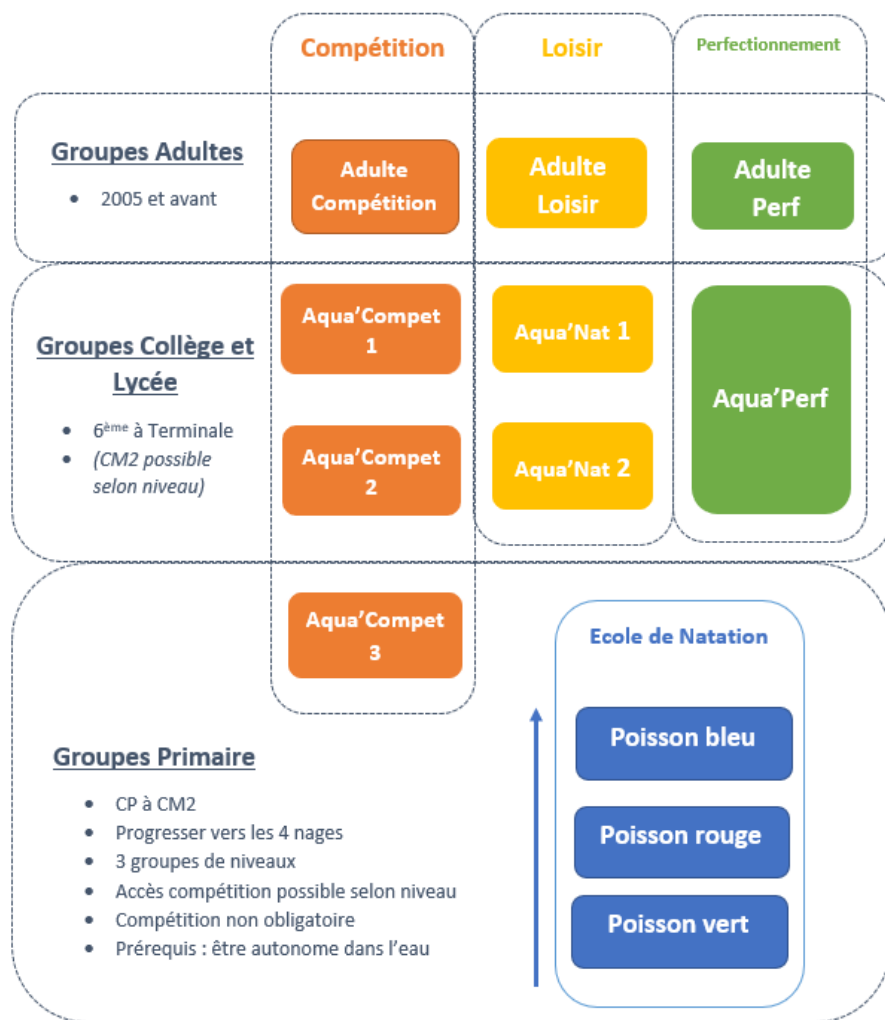 Compétition
Loisir
Perfectionnement
Groupes Adultes
• 2005 et avant
Adulte
Compétition
Adulte
Loisir
Adulte
Perf
Groupes Collège et
Lycée
• 6ème à Terminale
• (CM2 possible
selon niveau)
Aqua'Compet
1
Aqua'Nat 1
Aqua'Perf
Aqua'Compet
2
Aqua'Nat 2
Aqua'Compet
3
Ecole de Natation
Poisson bleu
Poisson rouge
Poisson vert
Groupes Primaire
• CP à CM2
• Progresser vers les 4 nages
• 3 groupes de niveaux
• Accès compétition possible selon niveau
• Compétition non obligatoire
• Prérequis : être autonome dans l'eau